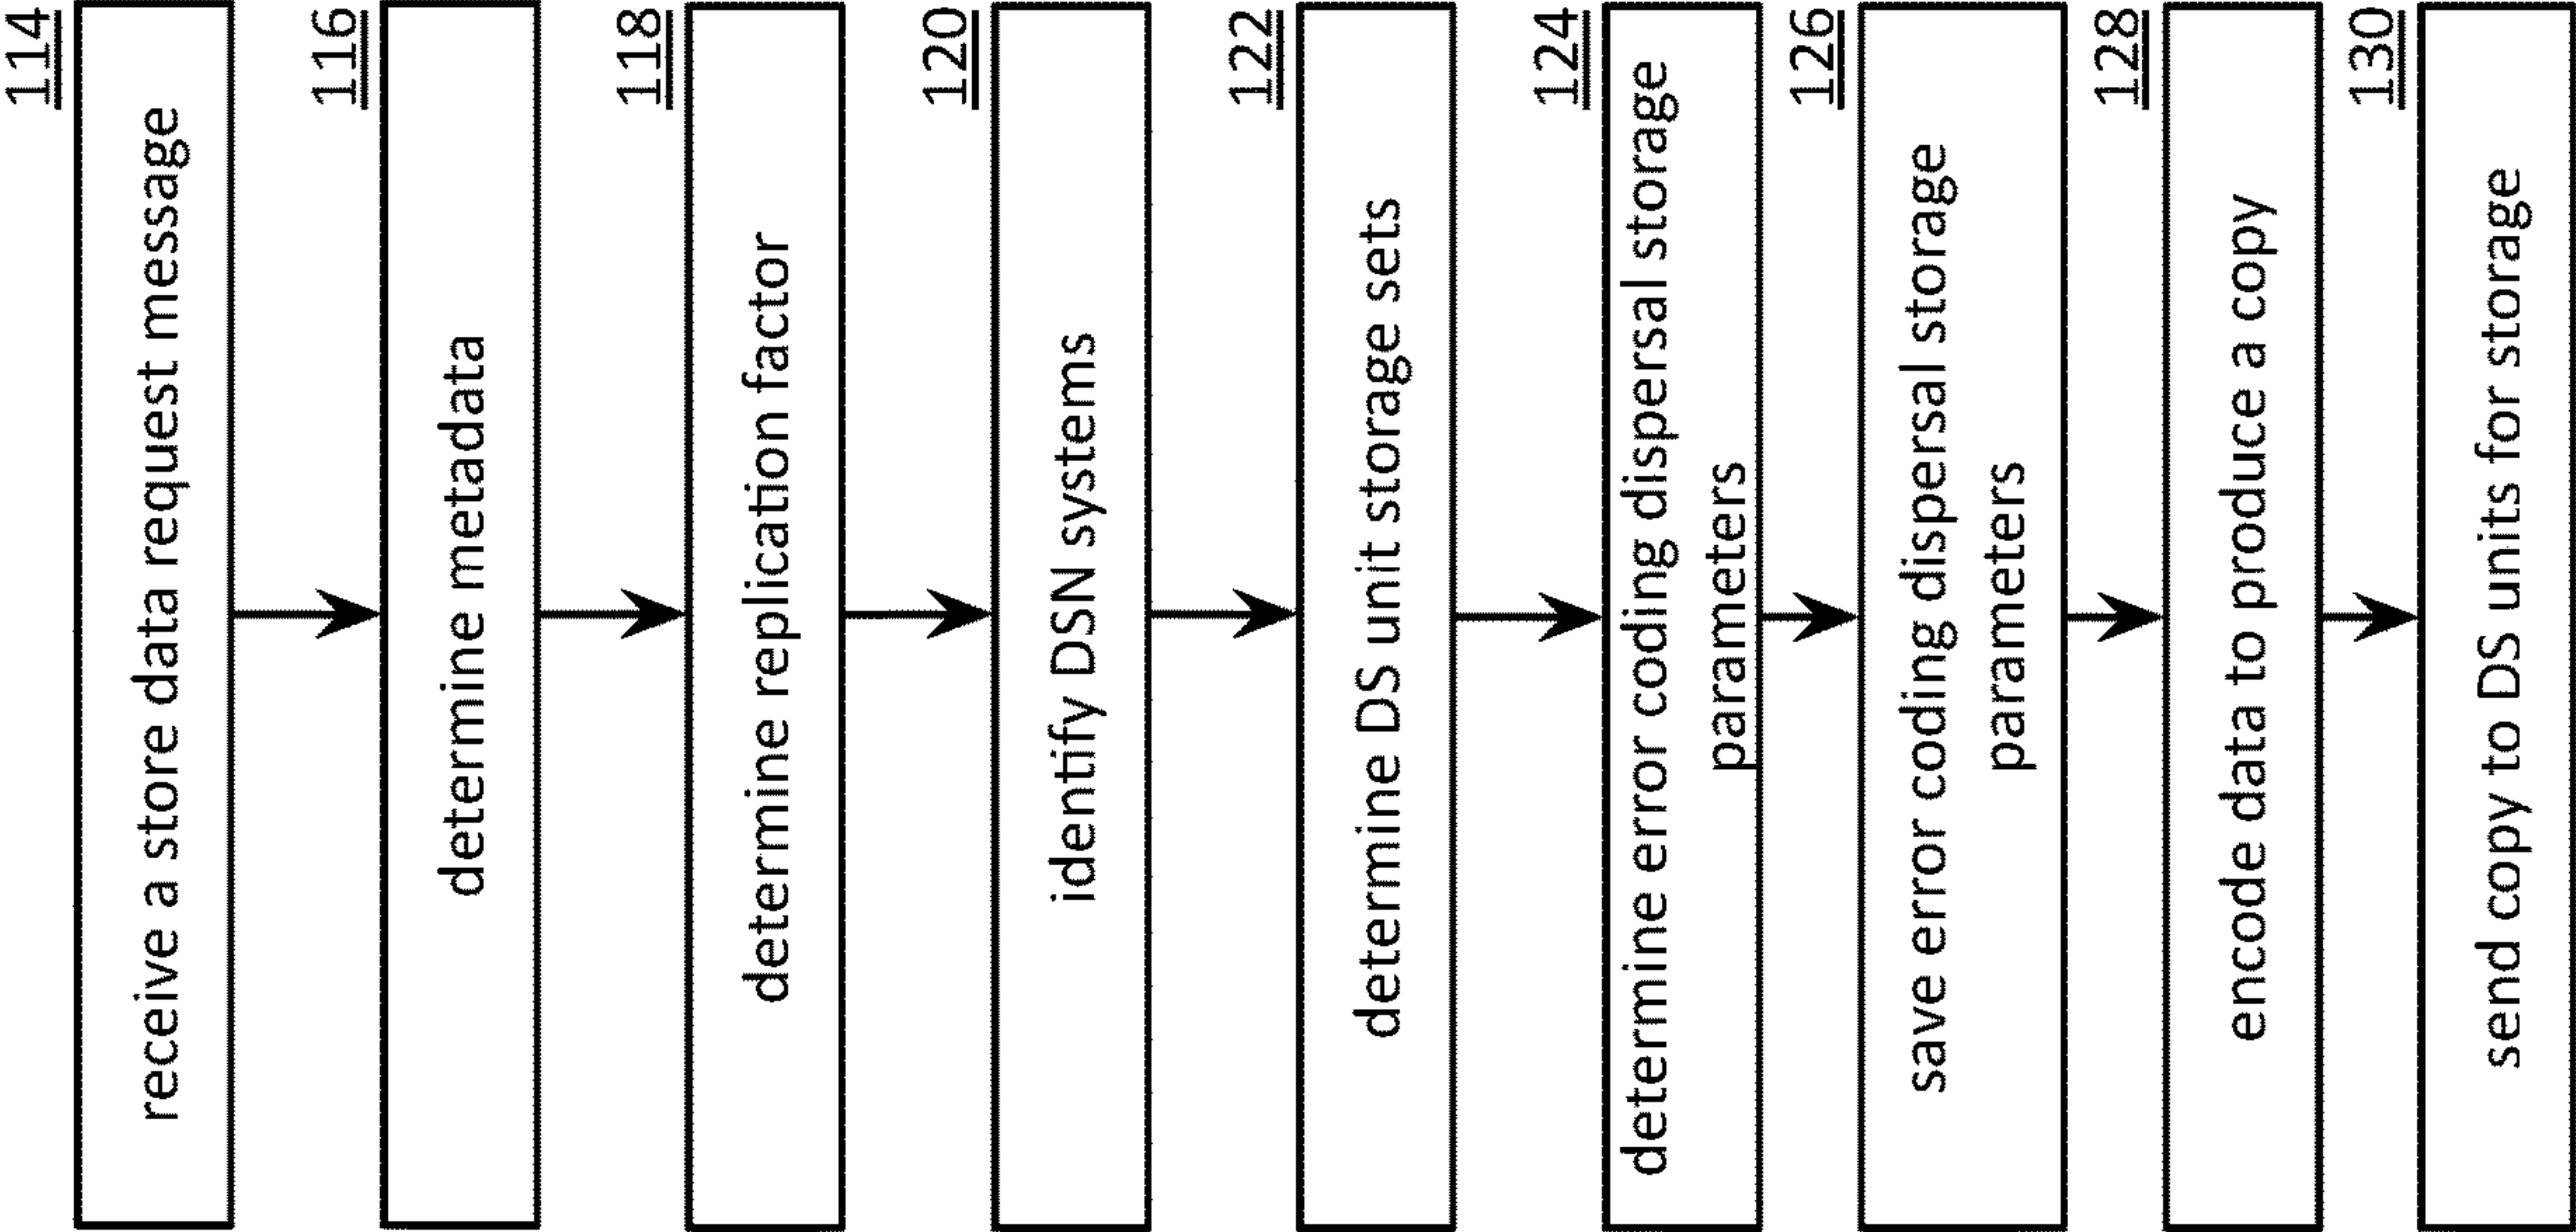 114
receive a store data request message
116
determine metadata
118
determine replication factor
120
identify DSN systems
122
determine DS unit storage sets
124
determine error coding dispersal storage
parameters
126
save error coding dispersal storage
parameters
128
encode data to produce a copy
130
send copy to DS units for storage